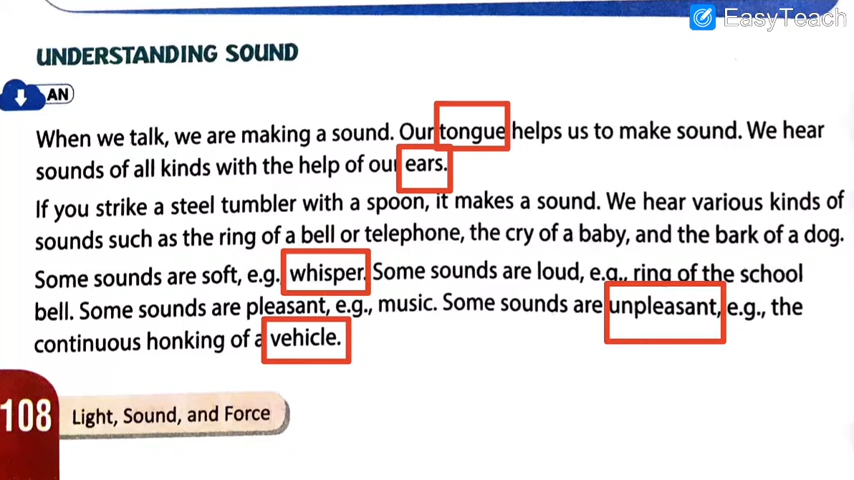 EasyTeach
UNDERSTANDING SOUND
AN
When we talk, we are making a sound. Our tongue helps us to make sound. We hear
sounds of all kinds with the help of our ears.
If you strike a steel tumbler with a spoon, it makes a sound. We hear various kinds of
sounds such as the ring of a bell or telephone, the cry of a baby, and the bark of a dog.
Some sounds are soft, e.g., whisper. Some sounds are loud, e.g., ring of the school
bell. Some sounds are pleasant, e.g., music. Some sounds are unpleasant, e.g., the
continuous honking of a vehicle.
108 Light, Sound, and Force